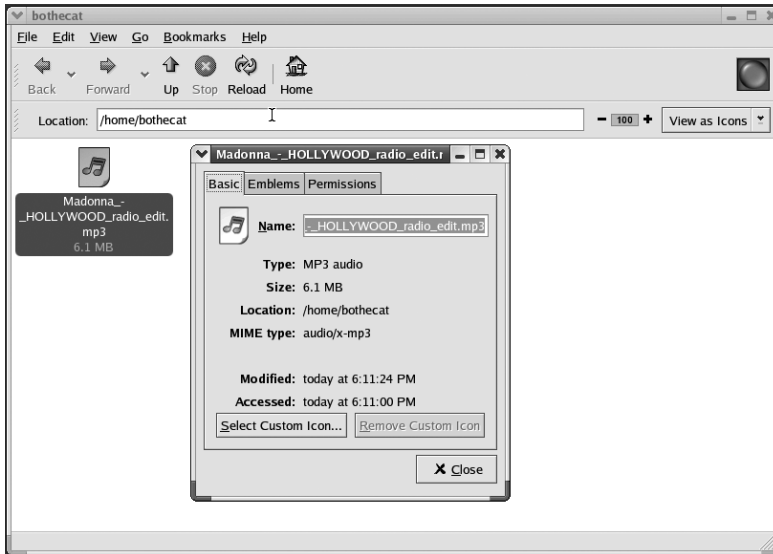 bothecat
File Edit View Go Bookmarks Help
Back Forward Up Stop Reload Home
Location: /home/bothecat 100 View as Icons
Madonna_-
_HOLLYWOOD_radio_edit.
mp3
6.1 MB
Madonna_-_HOLLYWOOD_radio_edit.r
Basic Emblems Permissions
Name: -_HOLLYWOOD_radio_edit.mp3
Type: MP3 audio
Size: 6.1 MB
Location: /home/bothecat
MIME type: audio/x-mp3
Modified: today at 6:11:24 PM
Accessed: today at 6:11:00 PM
Select Custom Icon... Remove Custom Icon
Close